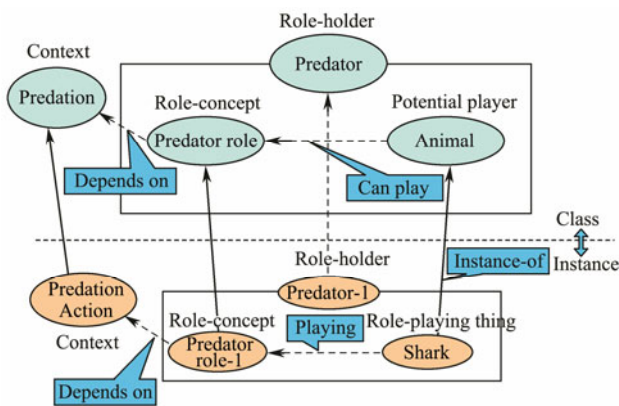 Role-holder
Predator
Context
Predation
Role-concept
Potential player
Predator role
Animal
Depends on
Can play
Class
Instance
Role-holder
Instance-of
Predation
Action
Predator-1
Role-concept
Playing
Role-playing thing
Context
Predator
role-1
Shark
Depends on